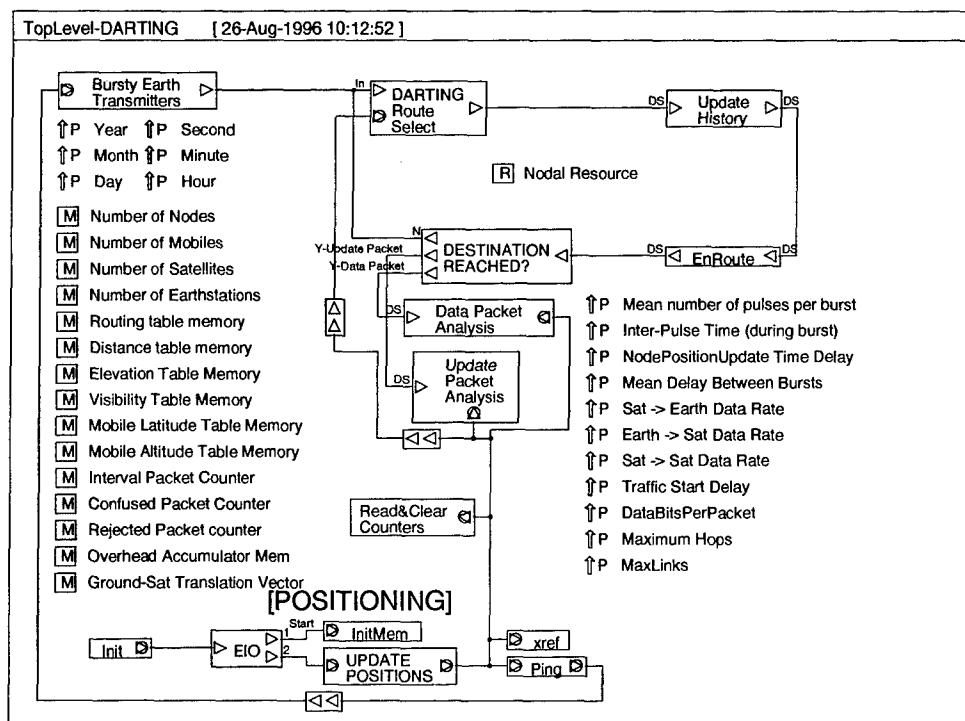 TopLevel-DARTING [ 26-Aug-1996 10:12:52 ]
Bursty Earth
Transmitters
In
DARTING
Route
Select
DS
Update
History
DS
⇑P Year ⇑P Second
⇑P Month ⇑P Minute
⇑P Day ⇑P Hour
R Nodal Resource
M Number of Nodes
M Number of Mobiles
M Number of Satellites
M Number of Earthstations
M Routing table memory
M Distance table memory
M Elevation Table Memory
M Visibility Table Memory
M Mobile Latitude Table Memory
M Mobile Altitude Table Memory
M Interval Packet Counter
M Confused Packet Counter
M Rejected Packet counter
M Overhead Accumulator Mem
M Ground-Sat Translation Vector
N
Y-Update Packet
Y-Data Packet
DESTINATION
REACHED?
DS
EnRoute
DS
DS
Data Packet
Analysis
DS
Update
Packet
Analysis
⇑P Mean number of pulses per burst
⇑P Inter-Pulse Time (during burst)
⇑P NodePositionUpdate Time Delay
⇑P Mean Delay Between Bursts
⇑P Sat -> Earth Data Rate
⇑P Earth -> Sat Data Rate
⇑P Sat -> Sat Data Rate
⇑P Traffic Start Delay
⇑P DataBitsPerPacket
⇑P Maximum Hops
⇑P MaxLinks
Read&Clear
Counters
[POSITIONING]
Init
EIO
1
Start
InitMem
2
UPDATE
POSITIONS
xref
Ping